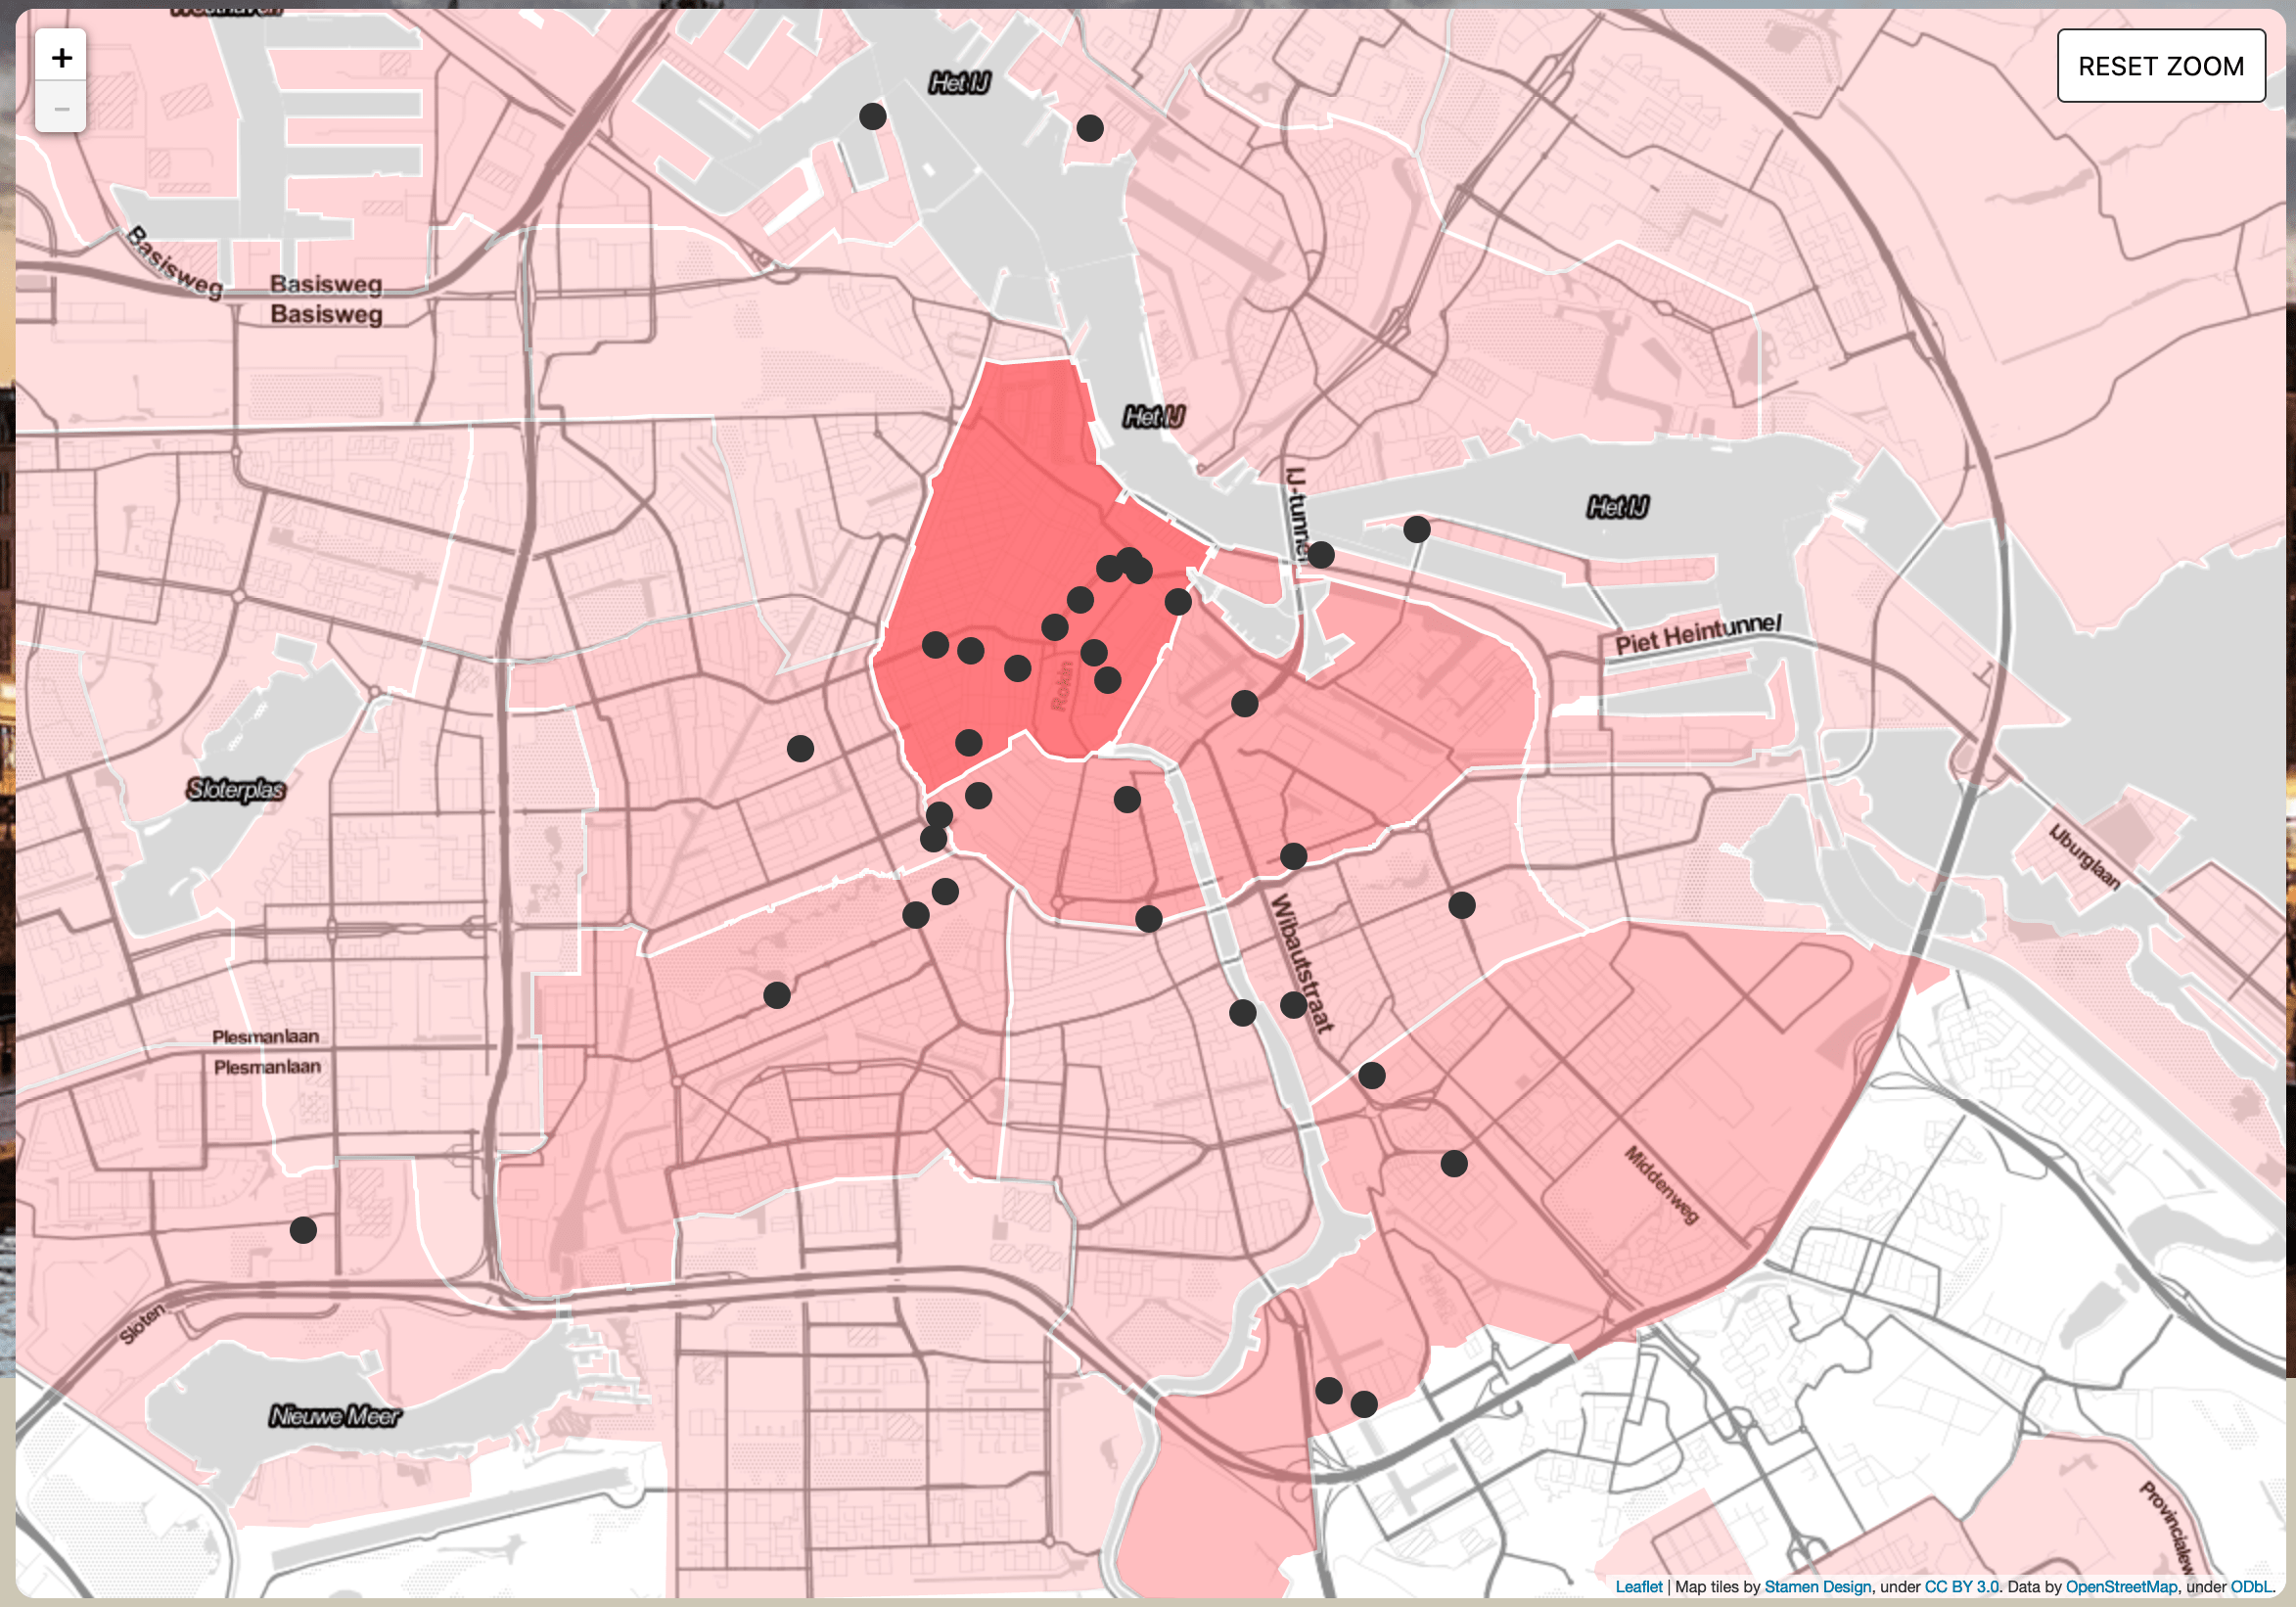 Westhaven
+
−
RESET ZOOM
Het IJ
Basisweg
Basisweg
Basisweg
Het IJ
IJ-tunnel
Het IJ
Piet Heintunnel
Rokin
Sloterplas
IJburglaan
Wibautstraat
Plesmanlaan
Plesmanlaan
Middenweg
Sloten
Nieuwe Meer
Leaflet | Map tiles by Stamen Design, under CC BY 3.0. Data by OpenStreetMap, under ODbL.